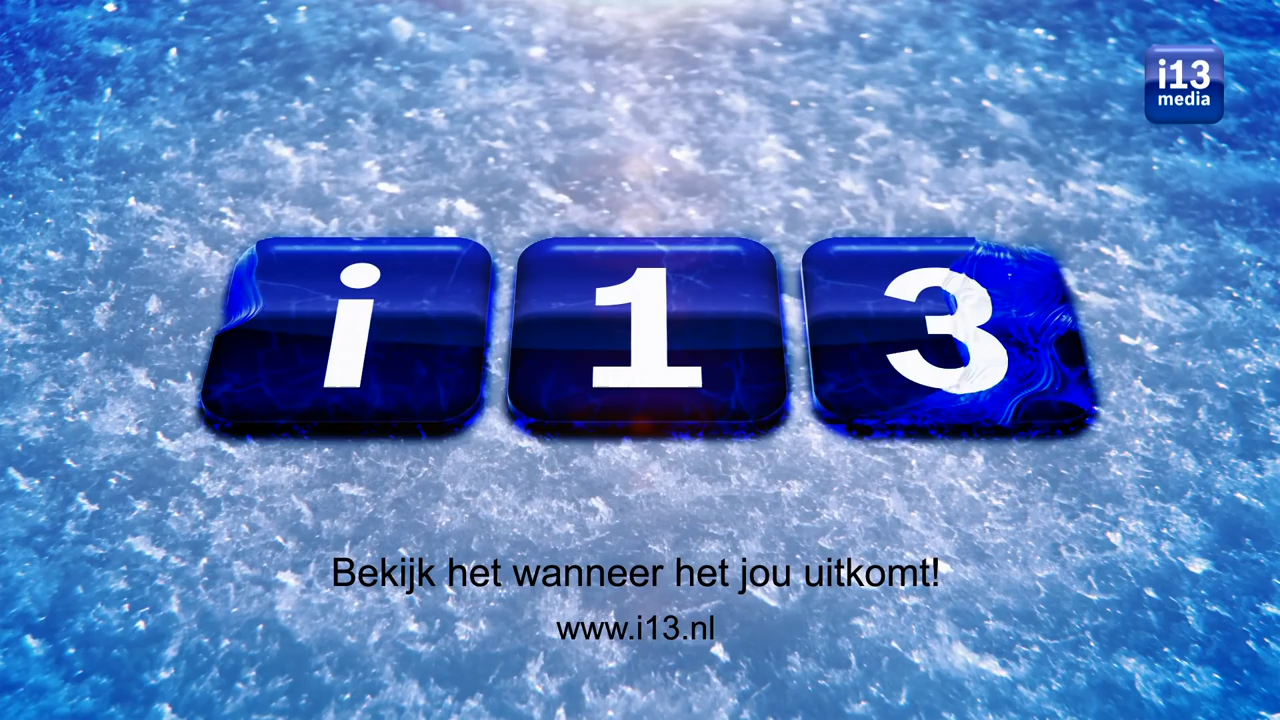 i13
media
i 1 3
Bekijk het wanneer het jou uitkomt!
www.i13.nl